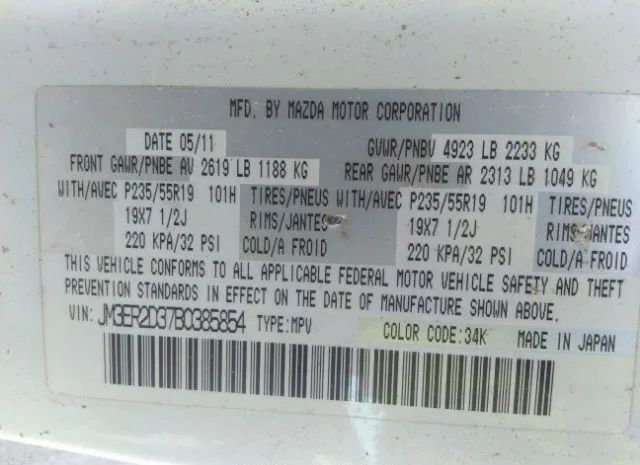 MFD. BY MAZDA MOTOR CORPORATION
DATE 05/11 GVWR/PNBV 4923 LB 2233 KG
FRONT GAWR/PNBE AV 2619 LB 1188 KG REAR GAWR/PNBE AR 2313 LB 1049 KG
WITH/AVEC P235/55R19 101H TIRES/PNEUS WITH/AVEC P235/55R19 101H TIRES/PNEUS
19X7 1/2J RIMS/JANTES 19X7 1/2J RIMS/JANTES
220 KPA/32 PSI COLD/A FROID 220 KPA/32 PSI COLD/A FROID
THIS VEHICLE CONFORMS TO ALL APPLICABLE FEDERAL MOTOR VEHICLE SAFETY AND THEFT
PREVENTION STANDARDS IN EFFECT ON THE DATE OF MANUFACTURE SHOWN ABOVE.
VIN: JM3ER2D37B0385854 TYPE:MPV COLOR CODE:34K MADE IN JAPAN